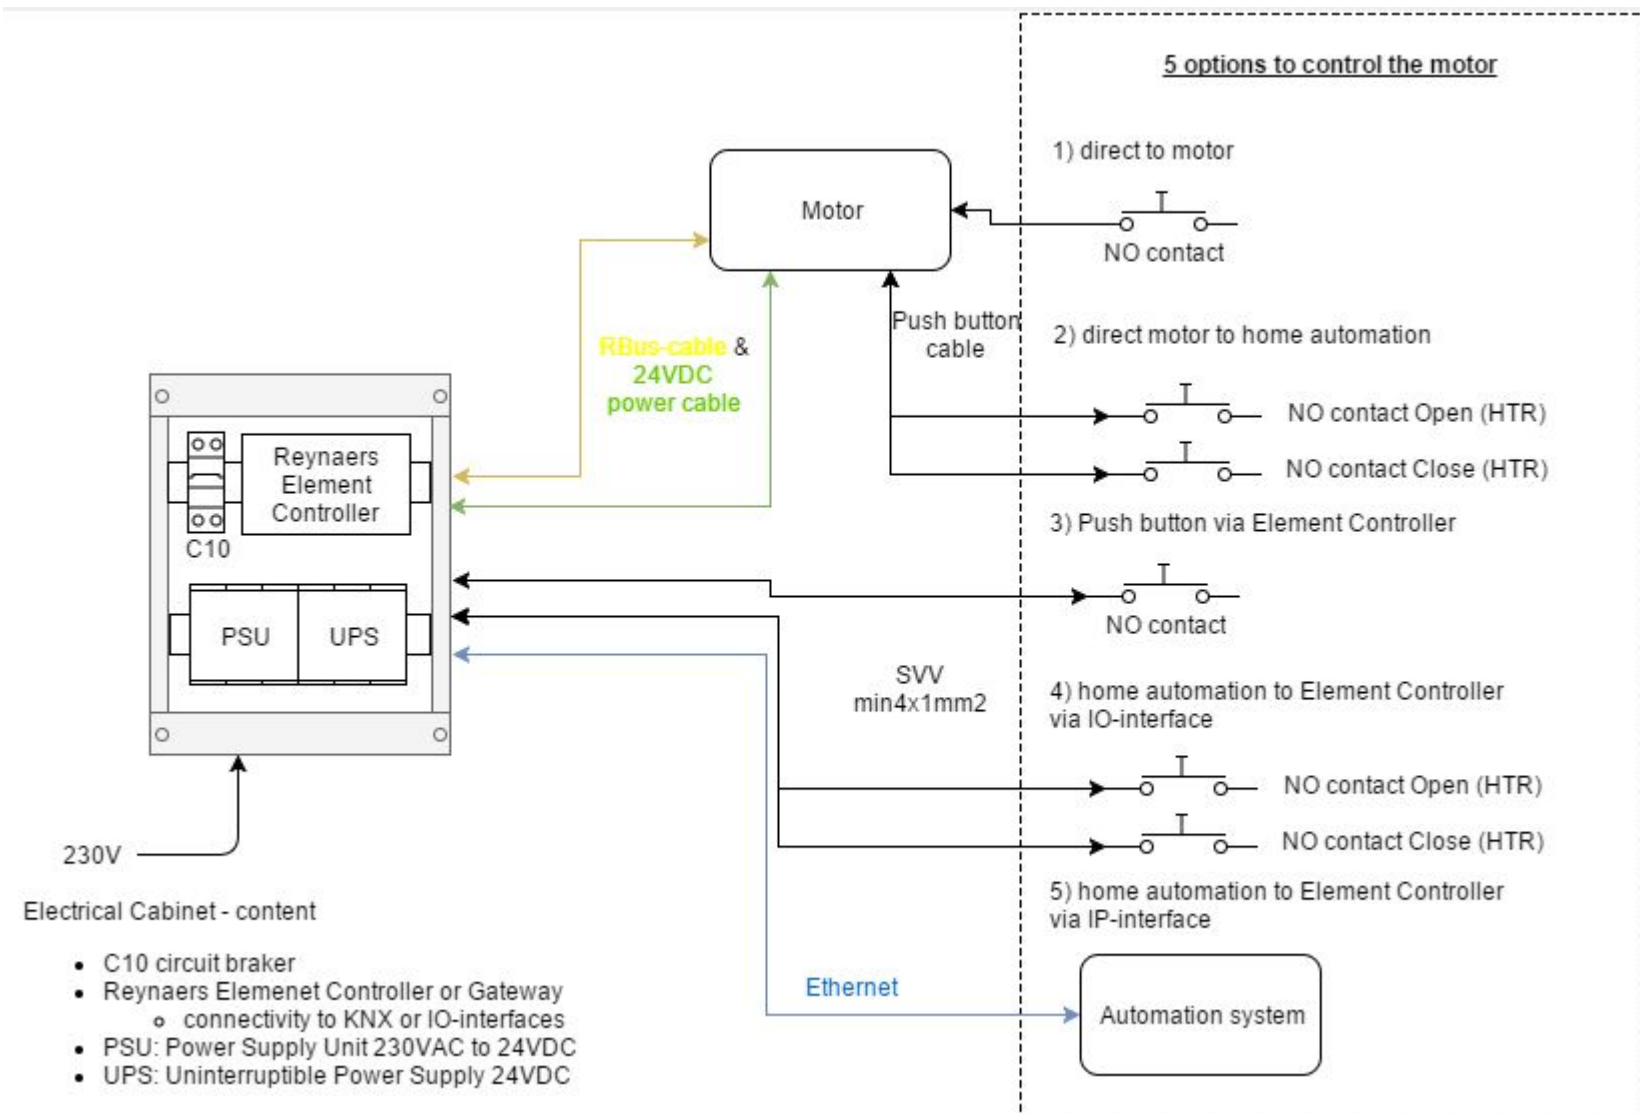 5 options to control the motor
1) direct to motor
Motor
NO contact
Push button
cable
2) direct motor to home automation
RBus-cable &
24VDC
power cable
NO contact Open (HTR)
NO contact Close (HTR)
Reynaers
Element
Controller
C10
3) Push button via Element Controller
NO contact
PSU
UPS
SVV
min4x1mm2
4) home automation to Element Controller
via IO-interface
NO contact Open (HTR)
NO contact Close (HTR)
230V
5) home automation to Element Controller
via IP-interface
Ethernet
Automation system
Electrical Cabinet - content
• C10 circuit braker
• Reynaers Elemenet Controller or Gateway
o connectivity to KNX or IO-interfaces
• PSU: Power Supply Unit 230VAC to 24VDC
• UPS: Uninterruptible Power Supply 24VDC